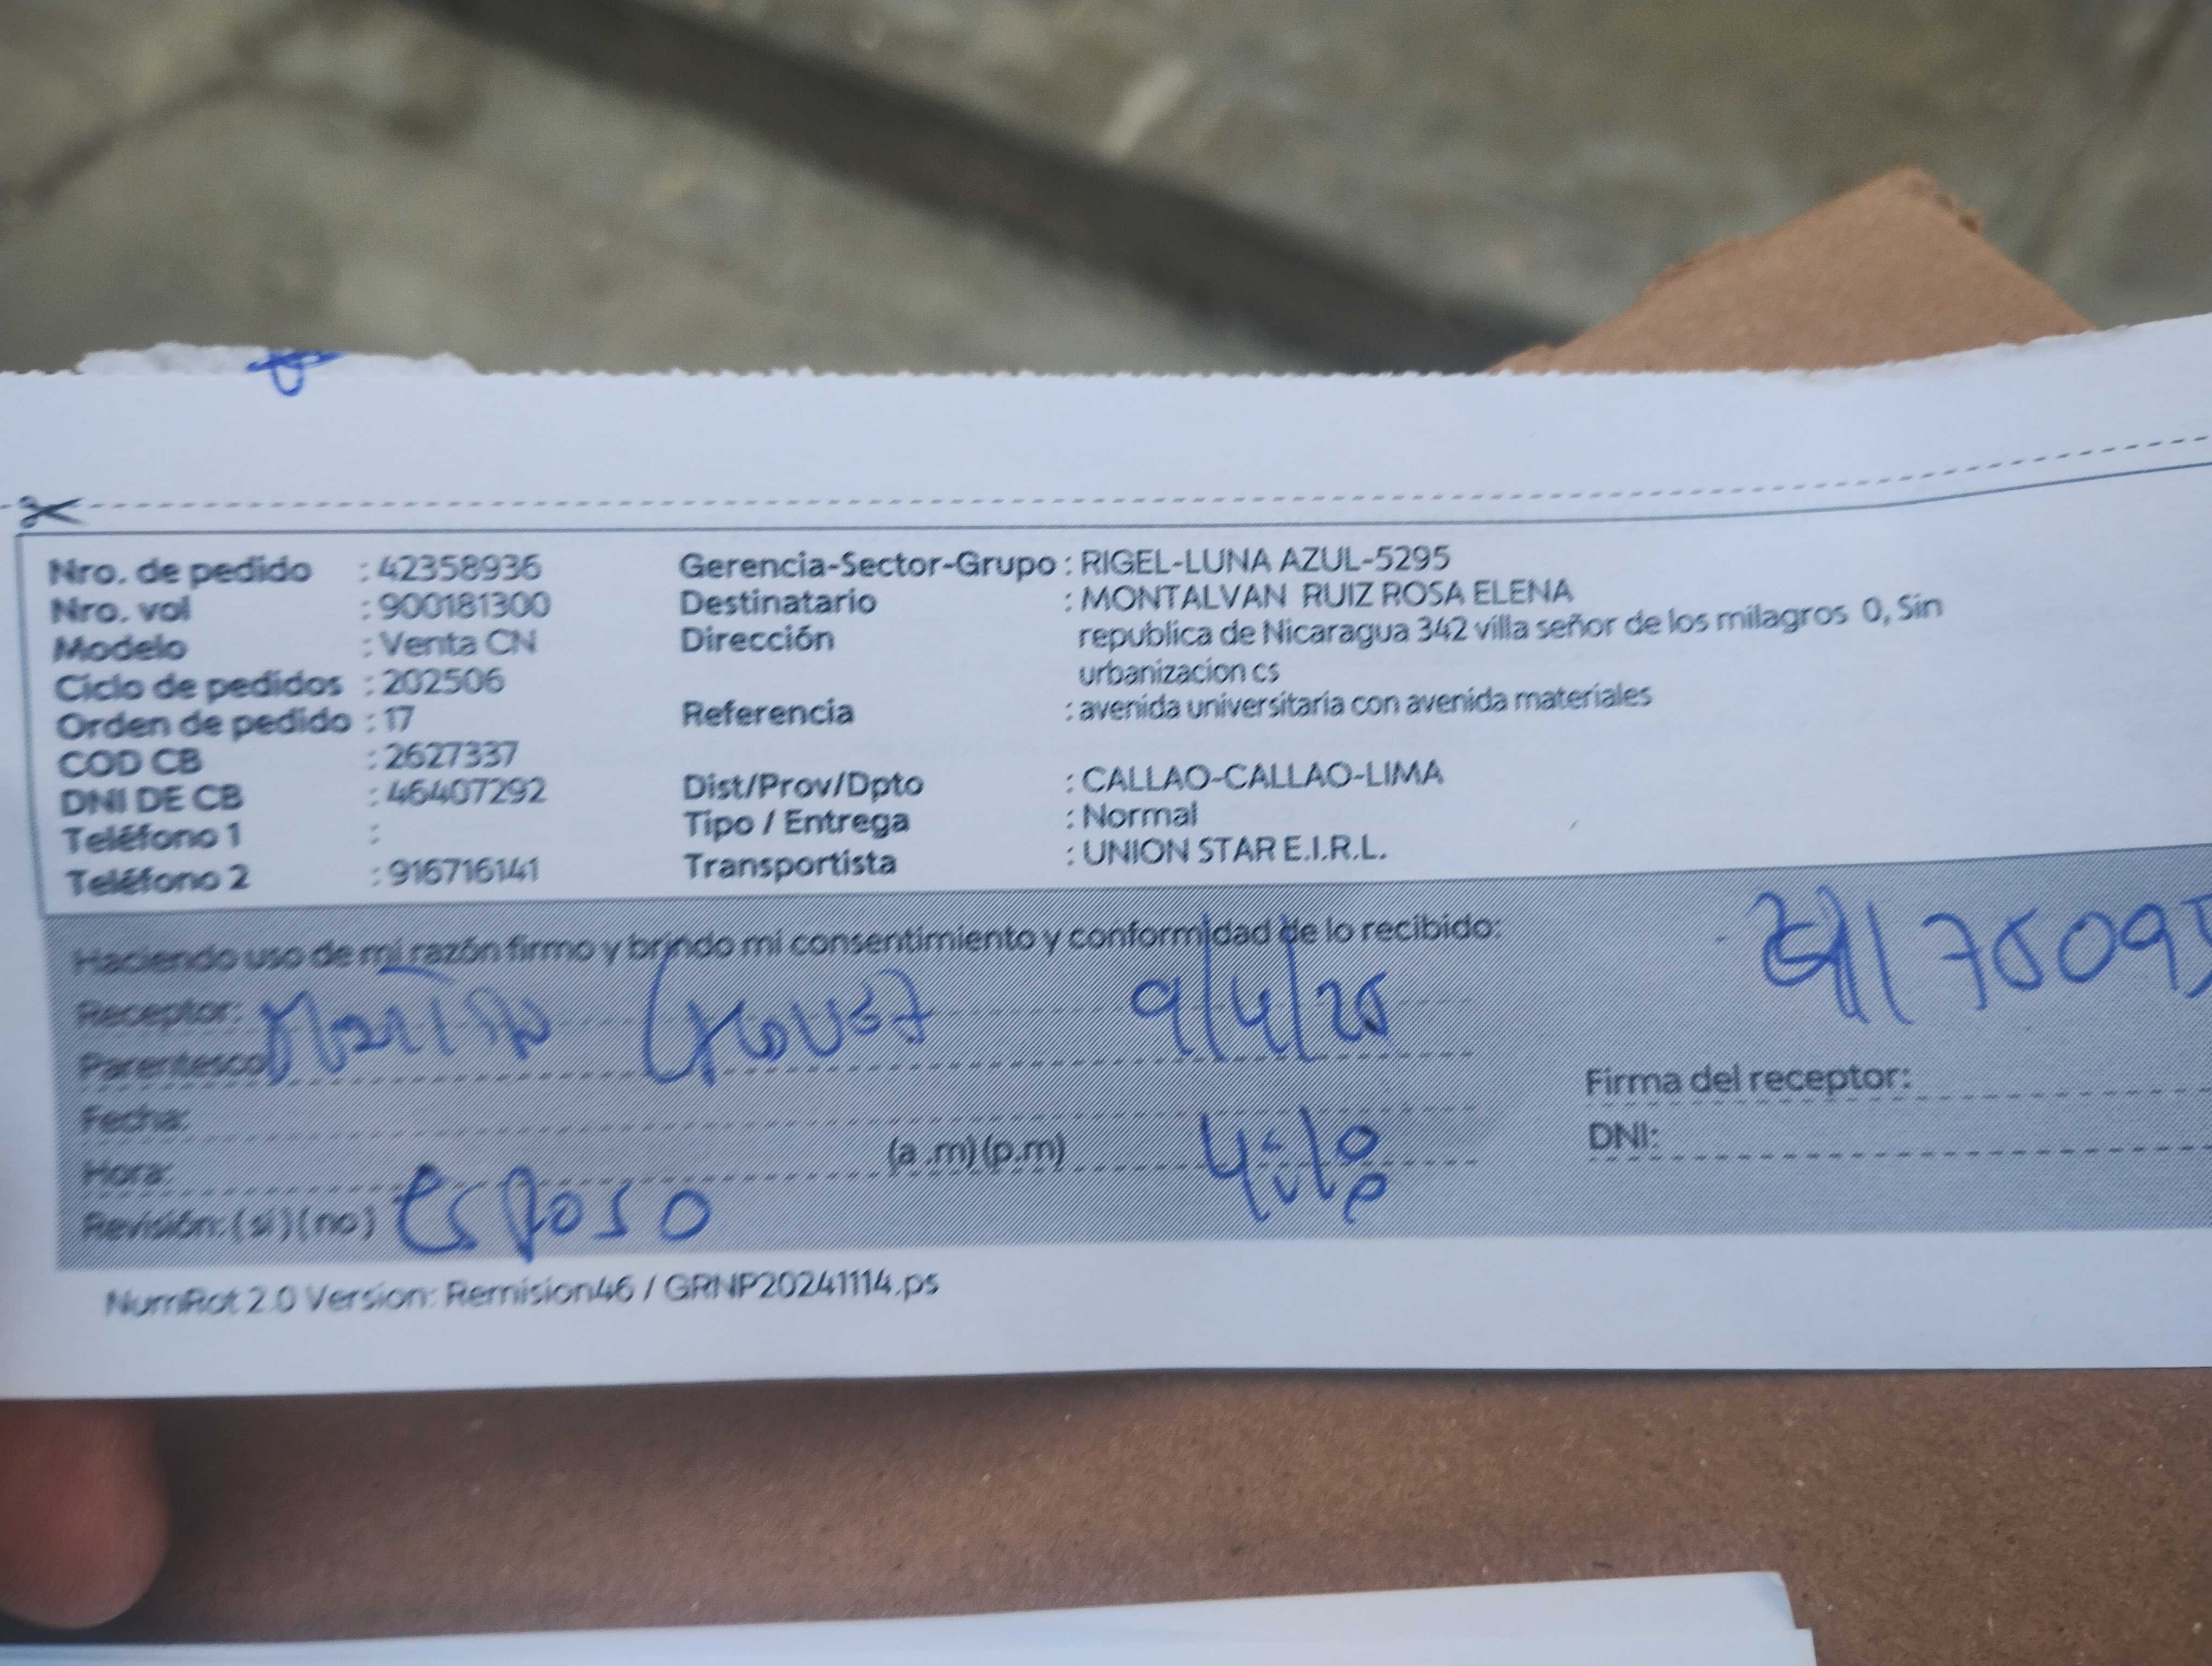 Nro. de pedido : 42358936
Nro. vol : 900181300
Modelo : Venta CN
Ciclo de pedidos : 202506
Orden de pedido : 17
COD CB : 2627337
DNI DE CB : 46407292
Teléfono 1 :
Teléfono 2 : 916716141
Gerencia-Sector-Grupo : RIGEL-LUNA AZUL-5295
Destinatario : MONTALVAN RUIZ ROSA ELENA
Dirección republica de Nicaragua 342 villa señor de los milagros 0, Sin
urbanizacion cs
Referencia : avenida universitaria con avenida materiales
Dist/Prov/Dpto : CALLAO-CALLAO-LIMA
Tipo / Entrega : Normal
Transportista : UNION STAR E.I.R.L.
Haciendo uso de mi razón firmo y brindo mi consentimiento y conformidad de lo recibido:
Receptor: 9/4/25
Parentesco
Fecha:
Hora: (a .m) (p.m) 4:10 p
Revisión: (si) (no) esposo
Firma del receptor:
DNI:
NumRot 2.0 Version: Remision46 / GRNP20241114.ps